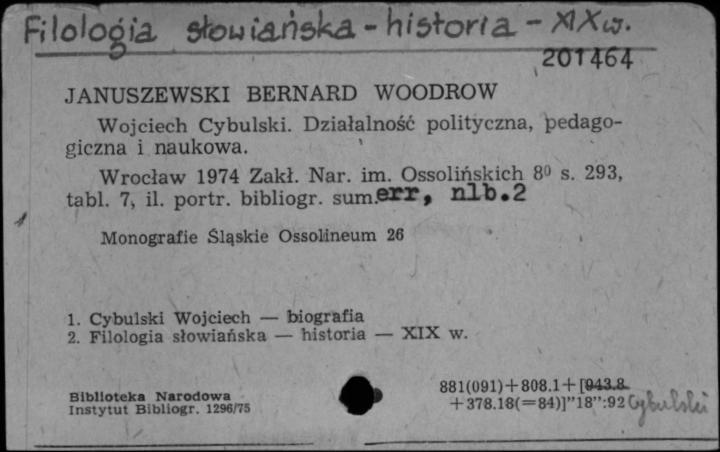 Filologia słowiańska - historia - XIX w.
201464
JANUSZEWSKI BERNARD WOODROW
Wojciech Cybulski. Działalność polityczna, pedago-
giczna i naukowa.
Wrocław 1974 Zakł. Nar. im. Ossolińskich 8⁰ s. 293,
tabl. 7, il. portr. bibliogr. sum.err, nlb.2
Monografie Śląskie Ossolineum 26
1. Cybulski Wojciech — biografia
2. Filologia słowiańska — historia — XIX w.
881(091)+808.1+[943.8
Biblioteka Narodowa
+378.18(=84)]"18":92 Cybulski
Instytut Bibliogr. 1296/75